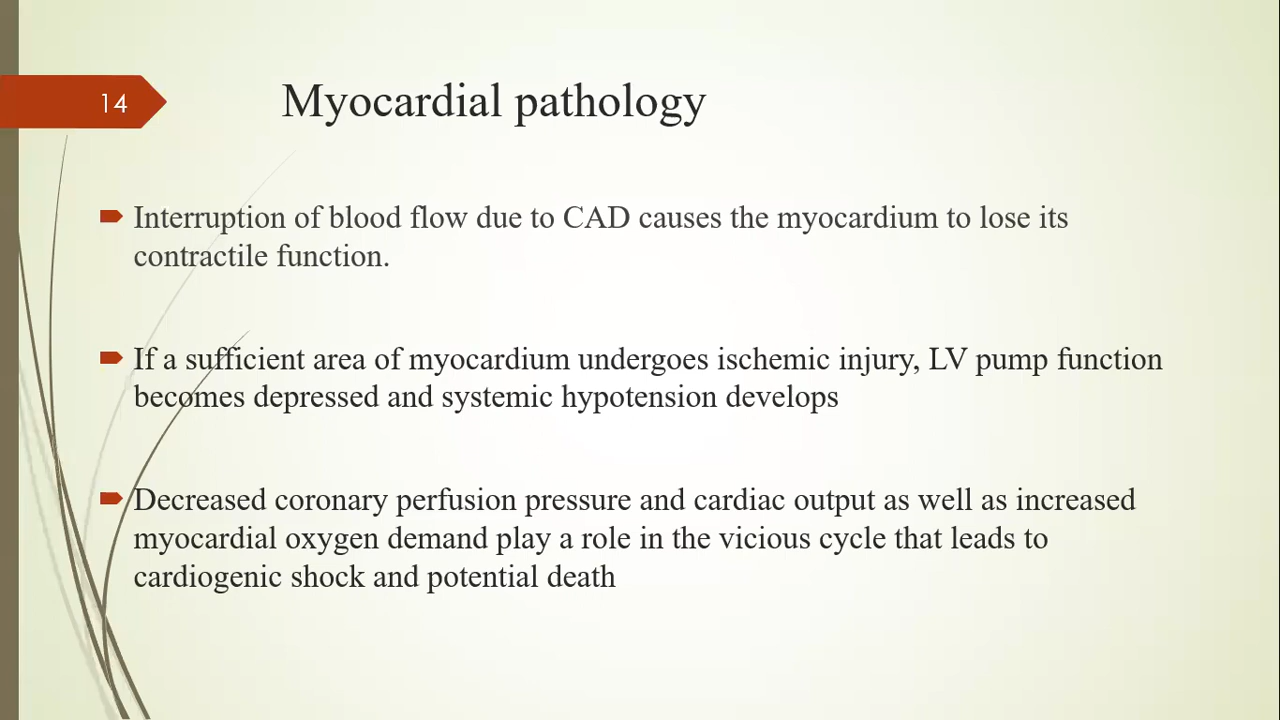 14
Myocardial pathology
Interruption of blood flow due to CAD causes the myocardium to lose its
contractile function.
If a sufficient area of myocardium undergoes ischemic injury, LV pump function
becomes depressed and systemic hypotension develops
Decreased coronary perfusion pressure and cardiac output as well as increased
myocardial oxygen demand play a role in the vicious cycle that leads to
cardiogenic shock and potential death